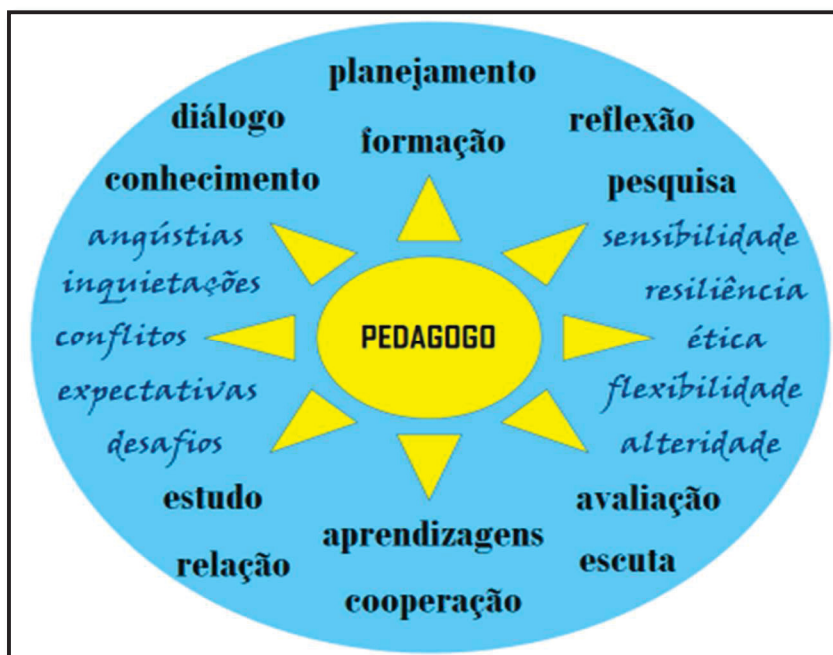 planejamento
diálogo
reflexão
formação
conhecimento
pesquisa
angústias
sensibilidade
inquietações
resiliência
conflitos
PEDAGOGO
ética
expectativas
flexibilidade
desafios
alteridade
estudo
avaliação
aprendizagens
relação
escuta
cooperação